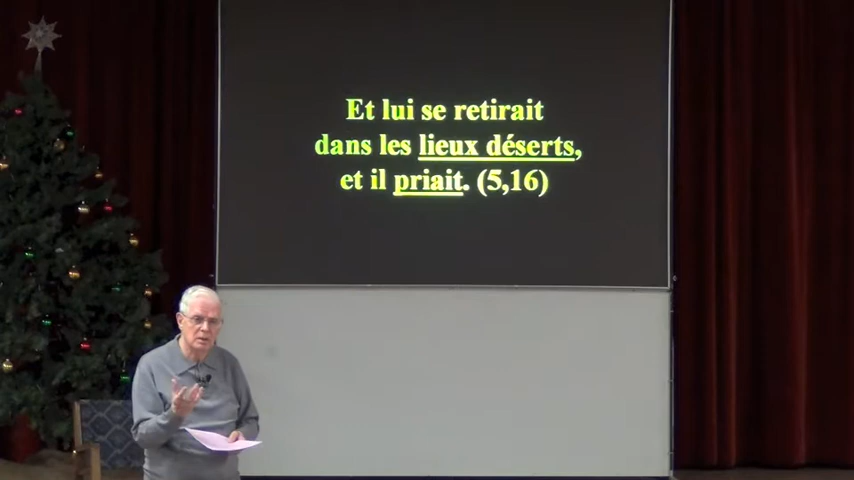 Et lui se retirait
dans les lieux déserts,
et il priait. (5,16)